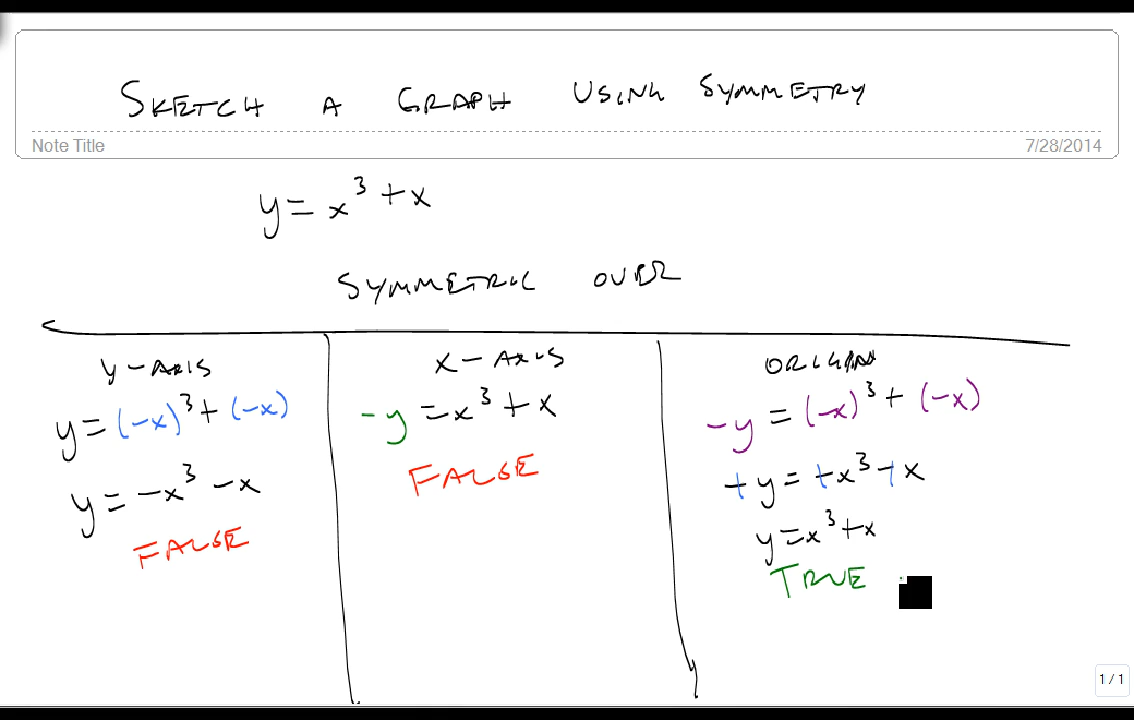 SKETCH A GRAPH USING SYMMETRY
Note Title
7/28/2014
y = x³ + x
SYMMETRIC OVER
y-AXIS
y = (-x)³ + (-x)
y = -x³ - x
FALSE
x-AXIS
-y = x³ + x
FALSE
ORIGIN
-y = (-x)³ + (-x)
+y = +x³ + x
y = x³ + x
TRUE
1 / 1